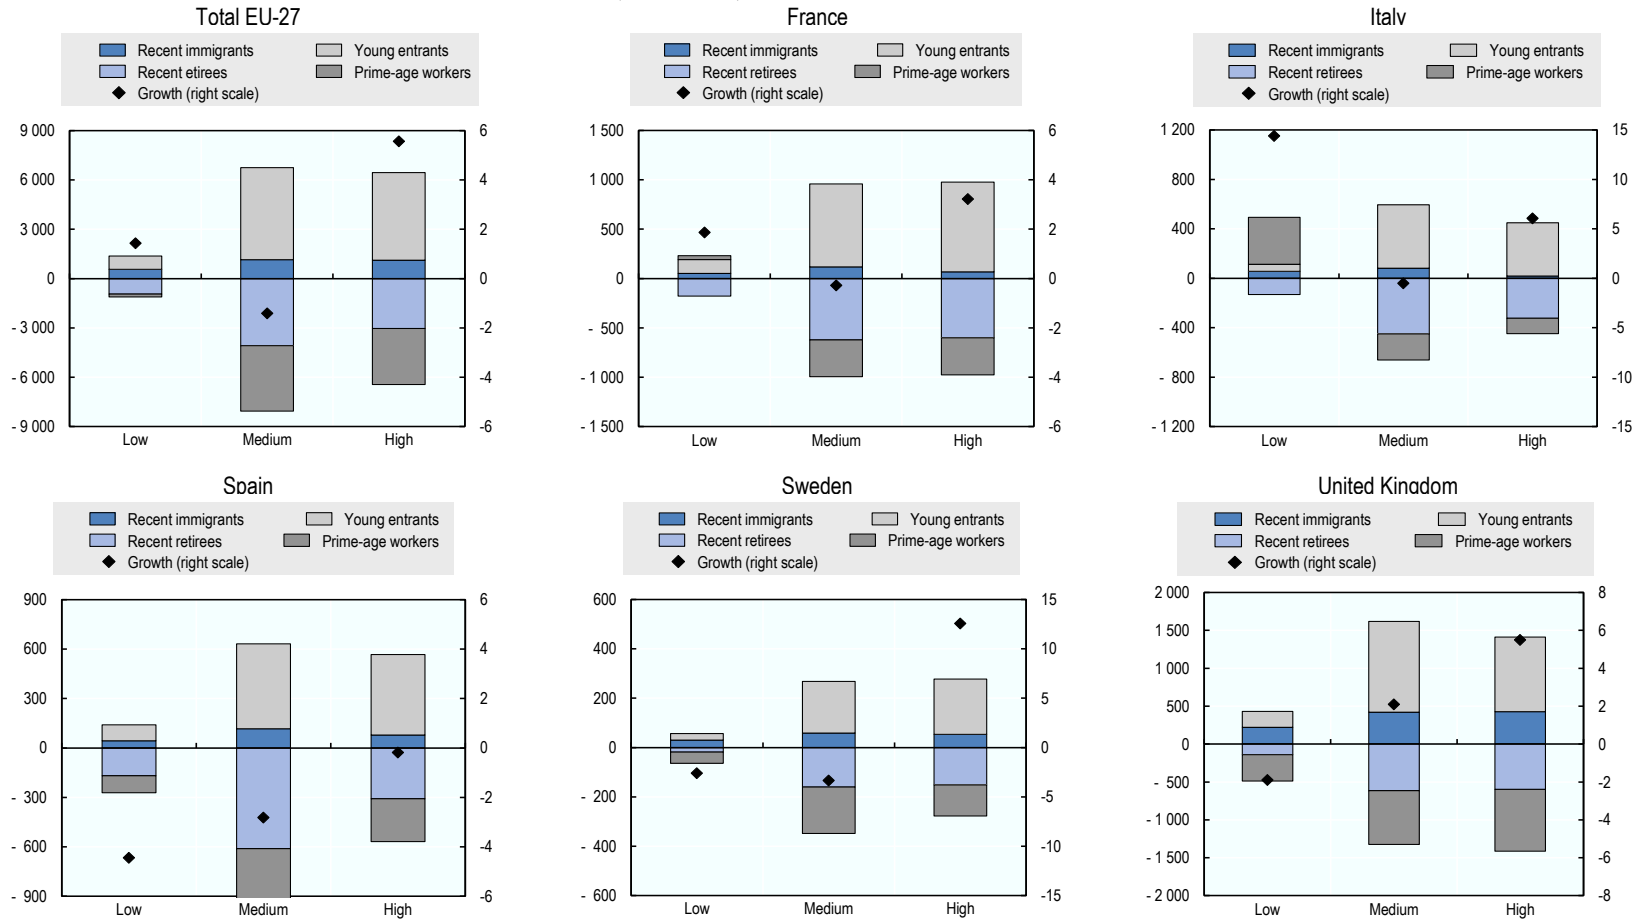 Total EU-27
Recent immigrants Young entrants
Recent etirees Prime-age workers
Growth (right scale)
9 000 6
6 000 4
3 000 2
0 0
- 3 000 -2
- 6 000 -4
- 9 000 -6
Low Medium High
France
Recent immigrants Young entrants
Recent retirees Prime-age workers
Growth (right scale)
1 500 6
1 000 4
500 2
0 0
- 500 -2
- 1 000 -4
- 1 500 -6
Low Medium High
Italy
Recent immigrants Young entrants
Recent retirees Prime-age workers
Growth (right scale)
1 200 15
800 10
400 5
0 0
- 400 -5
- 800 -10
- 1 200 -15
Low Medium High
Spain
Recent immigrants Young entrants
Recent retirees Prime-age workers
Growth (right scale)
900 6
600 4
300 2
0 0
- 300 -2
- 600 -4
- 900 -6
Low Medium High
Sweden
Recent immigrants Young entrants
Recent retirees Prime-age workers
Growth (right scale)
600 15
400 10
200 5
0 0
- 200 -5
- 400 -10
- 600 -15
Low Medium High
United Kingdom
Recent immigrants Young entrants
Recent retirees Prime-age workers
Growth (right scale)
2 000 8
1 500 6
1 000 4
500 2
0 0
- 500 -2
- 1 000 -4
- 1 500 -6
- 2 000 -8
Low Medium High